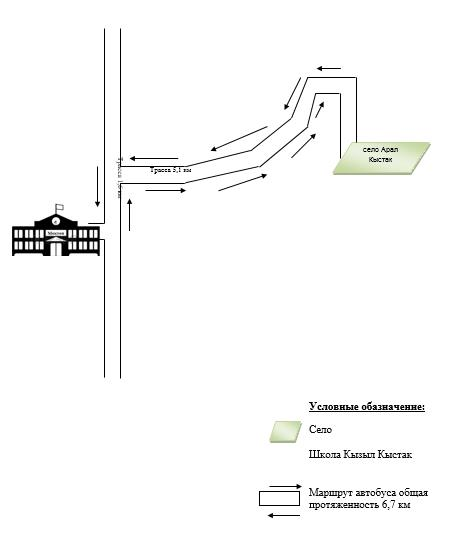 село Арал
Кыстак
Трасса 5,1 км
Условные обазначение:
Село
Школа Кызыл Кыстак
Маршрут автобуса общая
протяженность 6,7 км